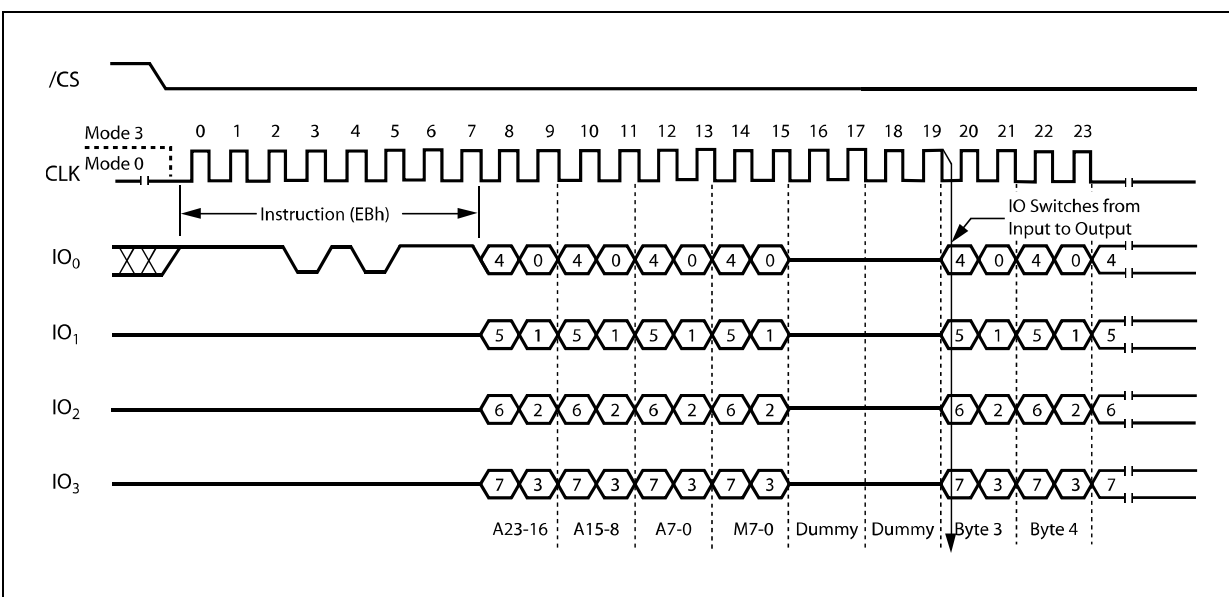 /CS
Mode 3
0 1 2 3 4 5 6 7 8 9 10 11 12 13 14 15 16 17 18 19 20 21 22 23
CLK Mode 0
Instruction (EBh)
IO Switches from
Input to Output
IO0 4 0 4 0 4 0 4 0 4 0 4 0 4
IO1 5 1 5 1 5 1 5 1 5 1 5 1 5
IO2 6 2 6 2 6 2 6 2 6 2 6 2 6
IO3 7 3 7 3 7 3 7 3 7 3 7 3 7
A23-16 A15-8 A7-0 M7-0 Dummy Dummy Byte 3 Byte 4